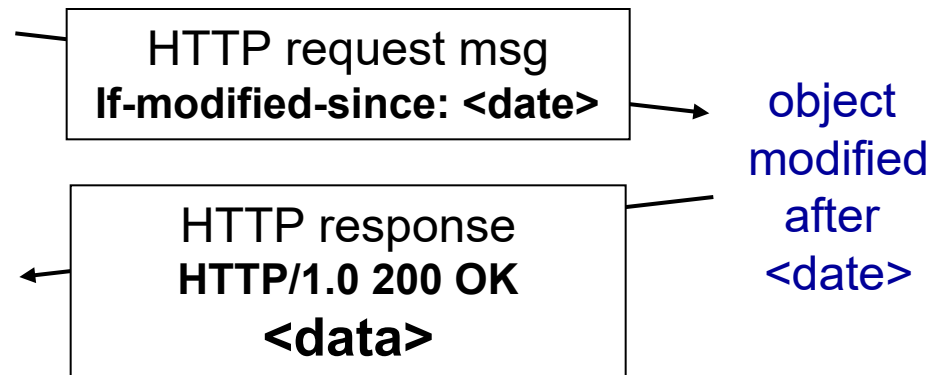 HTTP request msg
If-modified-since: <date>
object
modified
after
<date>
HTTP response
HTTP/1.0 200 OK
<data>